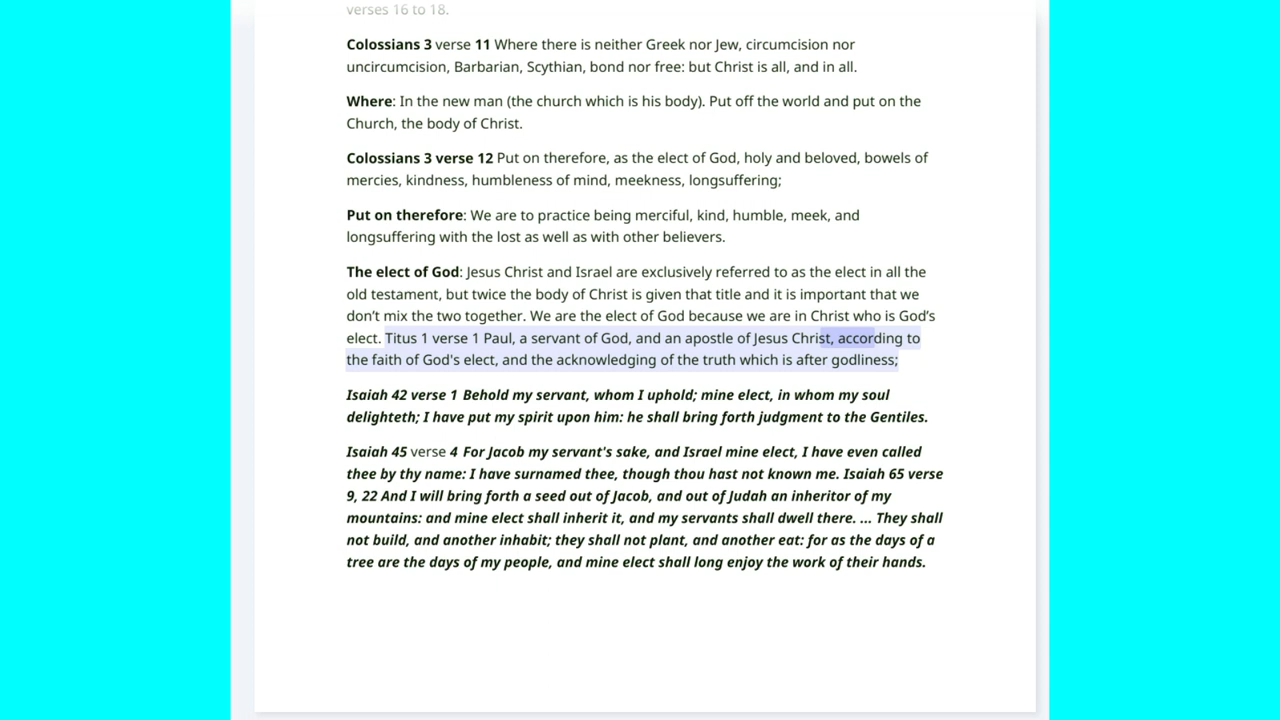 verses 16 to 18.
Colossians 3 verse 11 Where there is neither Greek nor Jew, circumcision nor
uncircumcision, Barbarian, Scythian, bond nor free: but Christ is all, and in all.
Where: In the new man (the church which is his body). Put off the world and put on the
Church, the body of Christ.
Colossians 3 verse 12 Put on therefore, as the elect of God, holy and beloved, bowels of
mercies, kindness, humbleness of mind, meekness, longsuffering;
Put on therefore: We are to practice being merciful, kind, humble, meek, and
longsuffering with the lost as well as with other believers.
The elect of God: Jesus Christ and Israel are exclusively referred to as the elect in all the
old testament, but twice the body of Christ is given that title and it is important that we
don’t mix the two together. We are the elect of God because we are in Christ who is God’s
elect. Titus 1 verse 1 Paul, a servant of God, and an apostle of Jesus Christ, according to
the faith of God's elect, and the acknowledging of the truth which is after godliness;
Isaiah 42 verse 1 Behold my servant, whom I uphold; mine elect, in whom my soul
delighteth; I have put my spirit upon him: he shall bring forth judgment to the Gentiles.
Isaiah 45 verse 4 For Jacob my servant's sake, and Israel mine elect, I have even called
thee by thy name: I have surnamed thee, though thou hast not known me. Isaiah 65 verse
9, 22 And I will bring forth a seed out of Jacob, and out of Judah an inheritor of my
mountains: and mine elect shall inherit it, and my servants shall dwell there. ... They shall
not build, and another inhabit; they shall not plant, and another eat: for as the days of a
tree are the days of my people, and mine elect shall long enjoy the work of their hands.